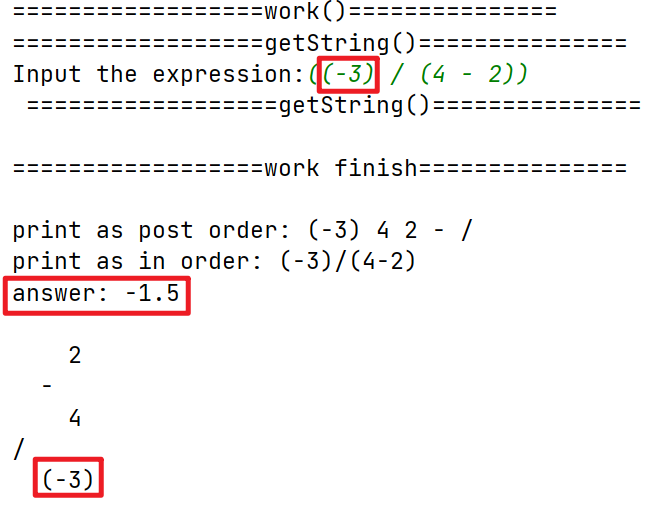 ==================work()===============
==================getString()===============
Input the expression:((-3) / (4 - 2))
==================getString()===============
==================work finish===============
print as post order: (-3) 4 2 - /
print as in order: (-3)/(4-2)
answer: -1.5
2
-
4
/
(-3)